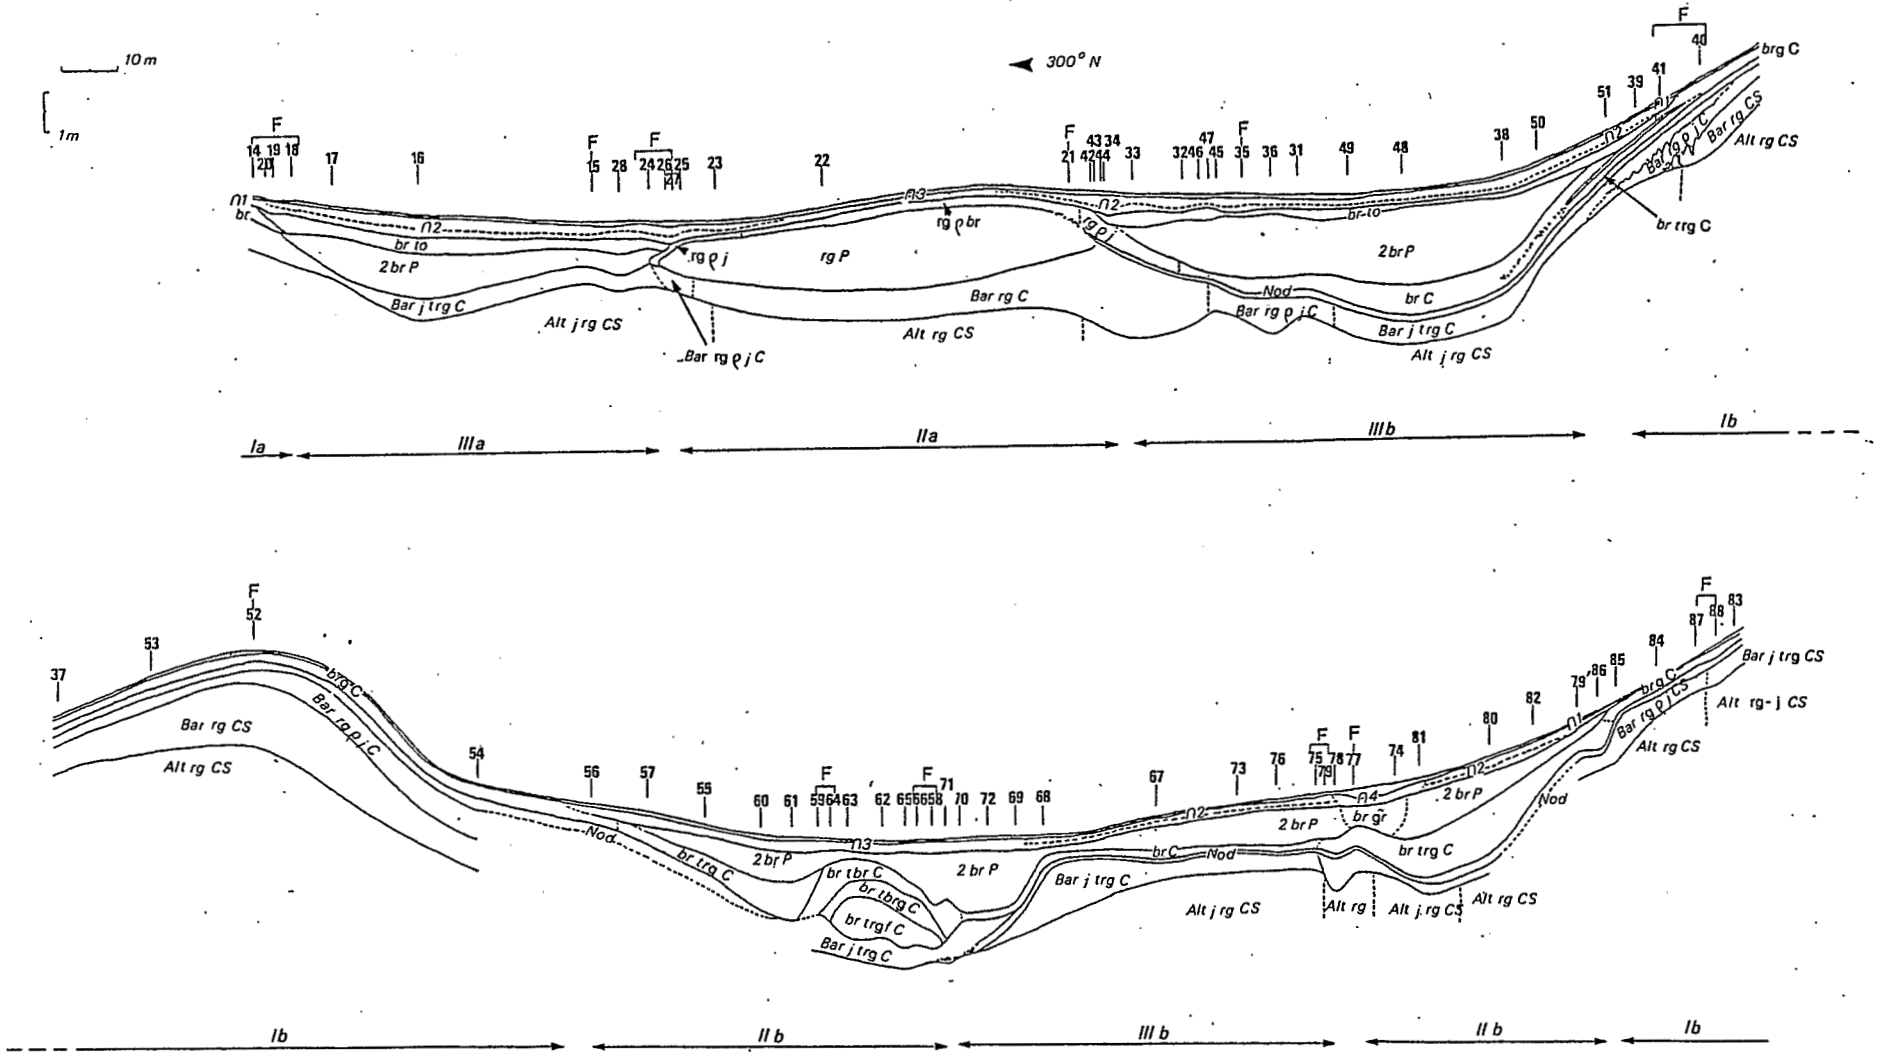 F
40
10 m
300° N
brg C
41
39
51
1m
F
14 20 19 18
17
16
F
15
28
F
24 26 27 25
23
22
F
21
43 34
42 44
33
32 46
47
45
F
35
36
31
49
48
38
50
n1
n2
Bar rg ϱ j C
Bar rg CS
Alt rg CS
n1
br
n2
n3
n2
br to
rg ϱ br
rg ϱ j
br to
br trg C
2 br P
rg ϱ j
rg P
2 br P
Bar j trg C
Bar rg C
Nod
br C
Alt j rg CS
Bar rg ϱ j C
Alt rg CS
Bar rg ϱ j C
Bar j trg C
Alt j rg CS
Ia
IIIa
IIa
IIIb
Ib
F
52
53
37
F
87
88
83
84
85
86
79'
82
80
81
brg C
Bar rg ϱ j C
Bar rg CS
Alt rg CS
54
56
57
55
60
61
F
59 64 63
62
F
65 66 58
71
70
72
69
68
67
73
76
F
75 79 78
F
77
74
Bar j trg CS
brg C
Alt rg-j CS
n1
Bar rg ϱ j CS
Alt rg CS
n2
n2
n4
2 br P
Nod
n3
2 br P
br gr
Nod
br trg C
2 br P
br tbr C
2 br P
br C
Nod
br trg C
br tbrg C
Bar j trg C
br trgf C
Alt j rg CS
Alt rg
Alt j rg CS
Alt rg CS
Bar j trg C
Ib
II b
III b
II b
Ib